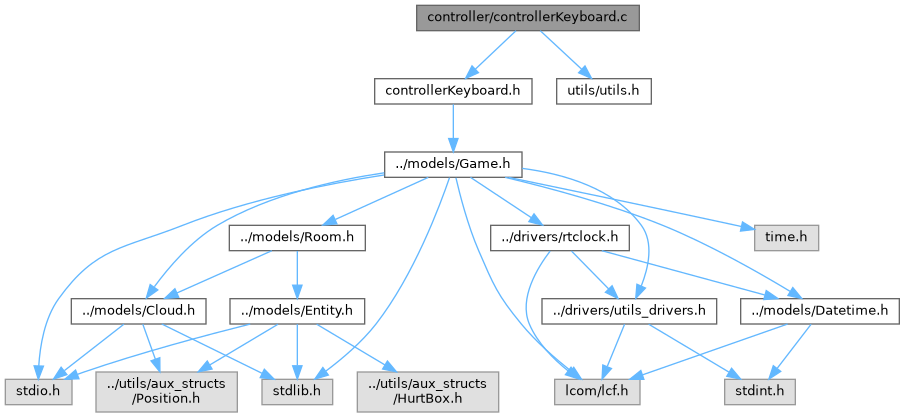 controller/controllerKeyboard.c
controllerKeyboard.h
utils/utils.h
../models/Game.h
../models/Room.h
../drivers/rtclock.h
time.h
../models/Cloud.h
../models/Entity.h
../drivers/utils_drivers.h
../models/Datetime.h
stdio.h
../utils/aux_structs
/Position.h
stdlib.h
../utils/aux_structs
/HurtBox.h
lcom/lcf.h
stdint.h